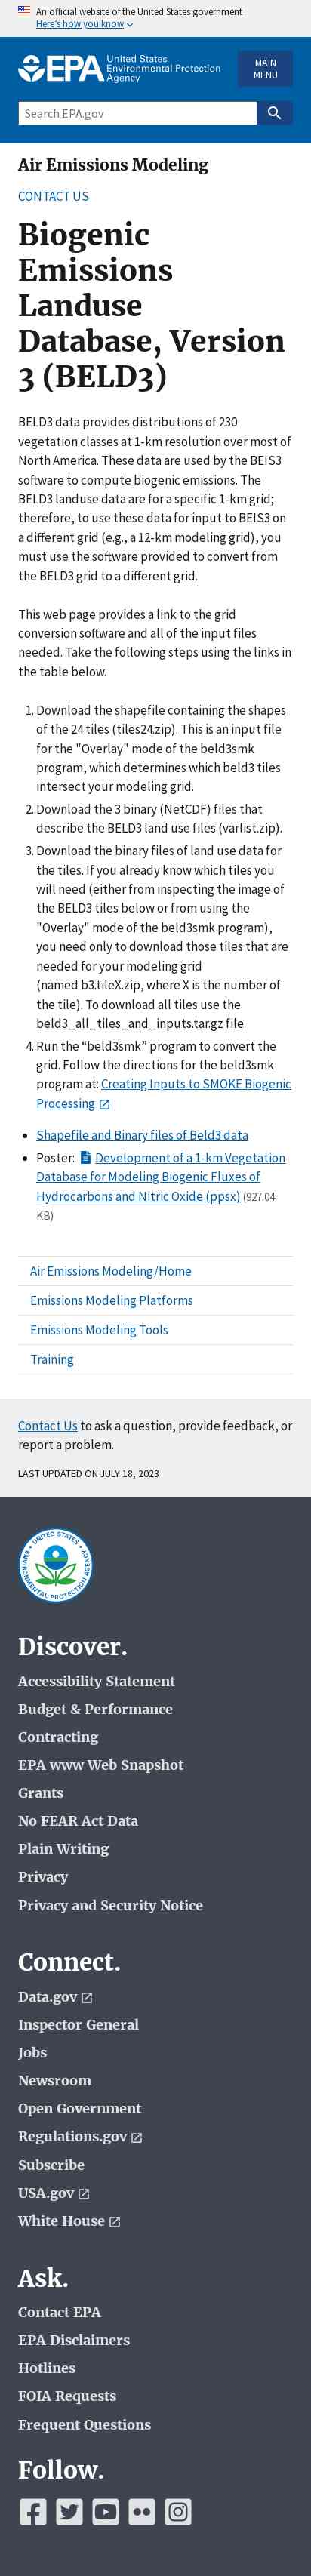 An official website of the United States government
Here's how you know
EPA United States
Environmental Protection
Agency
MAIN
MENU
Search EPA.gov
Air Emissions Modeling
CONTACT US
Biogenic
Emissions
Landuse
Database, Version
3 (BELD3)
BELD3 data provides distributions of 230
vegetation classes at 1-km resolution over most of
North America. These data are used by the BEIS3
software to compute biogenic emissions. The
BELD3 landuse data are for a specific 1-km grid;
therefore, to use these data for input to BEIS3 on
a different grid (e.g., a 12-km modeling grid), you
must use the software provided to convert from
the BELD3 grid to a different grid.
This web page provides a link to the grid
conversion software and all of the input files
needed. Take the following steps using the links in
the table below.
1. Download the shapefile containing the shapes
of the 24 tiles (tiles24.zip). This is an input file
for the "Overlay" mode of the beld3smk
program, which determines which beld3 tiles
intersect your modeling grid.
2. Download the 3 binary (NetCDF) files that
describe the BELD3 land use files (varlist.zip).
3. Download the binary files of land use data for
the tiles. If you already know which tiles you
will need (either from inspecting the image of
the BELD3 tiles below or from using the
"Overlay" mode of the beld3smk program),
you need only to download those tiles that are
needed for your modeling grid
(named b3.tileX.zip, where X is the number of
the tile). To download all tiles use the
beld3_all_tiles_and_inputs.tar.gz file.
4. Run the “beld3smk” program to convert the
grid. Follow the directions for the beld3smk
program at: Creating Inputs to SMOKE Biogenic
Processing
• Shapefile and Binary files of Beld3 data
• Poster: Development of a 1-km Vegetation
Database for Modeling Biogenic Fluxes of
Hydrocarbons and Nitric Oxide (ppsx) (927.04
KB)
Air Emissions Modeling/Home
Emissions Modeling Platforms
Emissions Modeling Tools
Training
Contact Us to ask a question, provide feedback, or
report a problem.
LAST UPDATED ON JULY 18, 2023
UNITED STATES
ENVIRONMENTAL PROTECTION AGENCY
Discover.
Accessibility Statement
Budget & Performance
Contracting
EPA www Web Snapshot
Grants
No FEAR Act Data
Plain Writing
Privacy
Privacy and Security Notice
Connect.
Data.gov
Inspector General
Jobs
Newsroom
Open Government
Regulations.gov
Subscribe
USA.gov
White House
Ask.
Contact EPA
EPA Disclaimers
Hotlines
FOIA Requests
Frequent Questions
Follow.